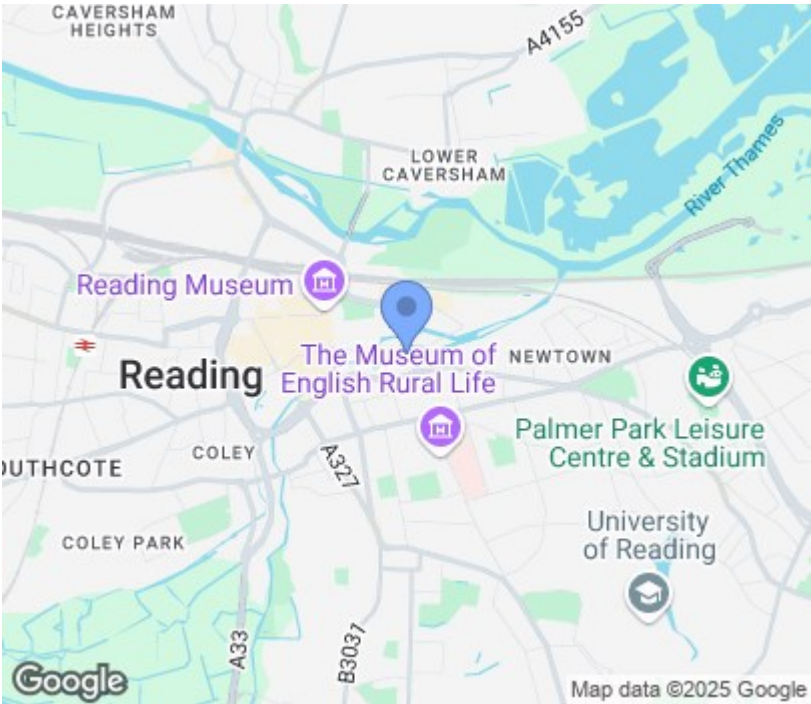 CAVERSHAM
HEIGHTS
A4155
LOWER
CAVERSHAM
River Thames
Reading Museum
The Museum of
English Rural Life
NEWTOWN
Reading
Palmer Park Leisure
Centre & Stadium
COLEY
A327
OUTHCOTE
University
of Reading
COLEY PARK
A33
B3031
Google
Map data ©2025 Google